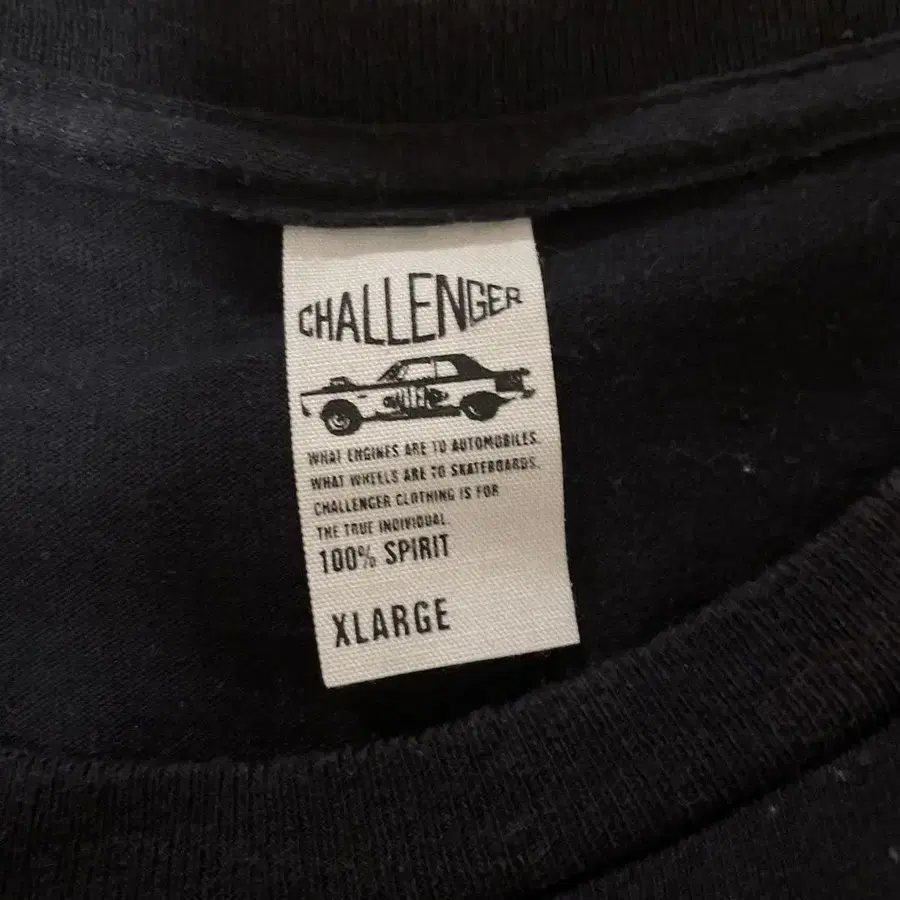 CHALLENGER
CHALLENGER
WHAT ENGINES ARE TO AUTOMOBILES.
WHAT WHEELS ARE TO SKATEBOARDS.
CHALLENGER CLOTHING IS FOR
THE TRUE INDIVIDUAL.
100% SPIRIT
XLARGE